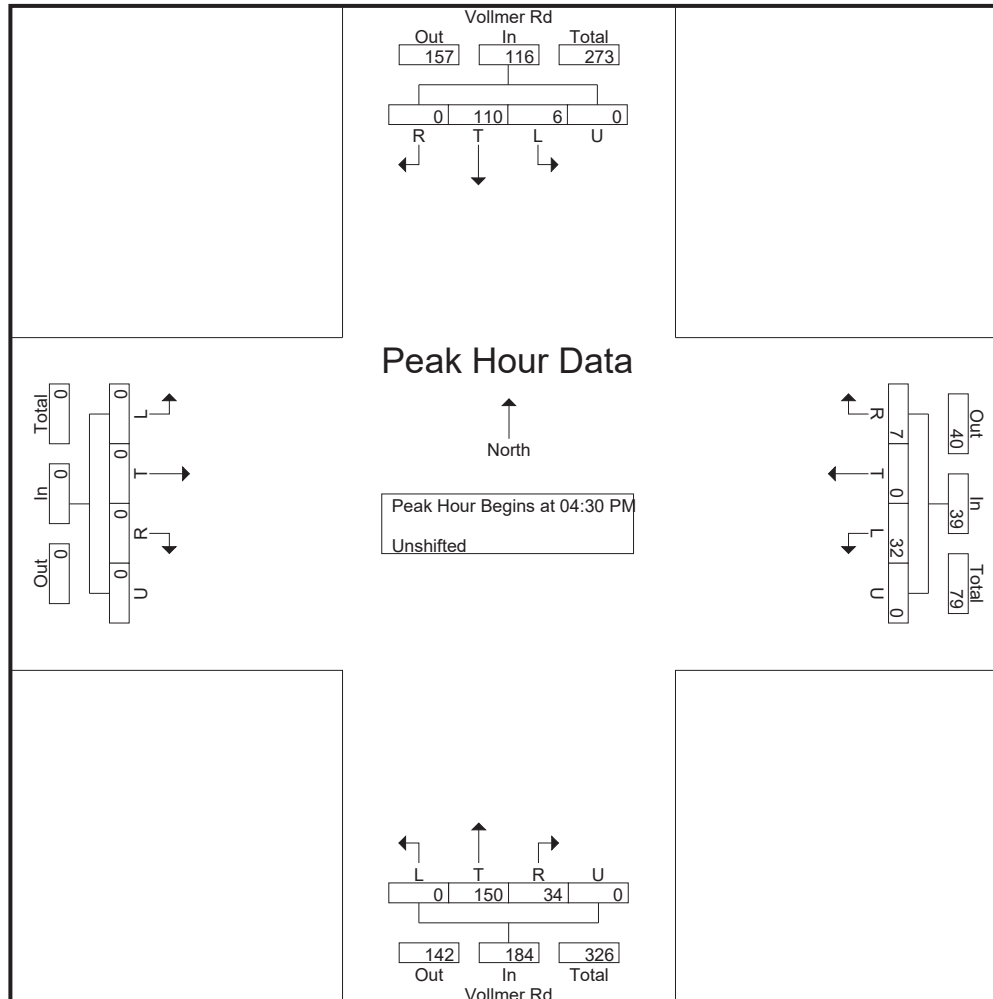 Vollmer Rd
Out In Total
157 116 273
0 110 6 0
R T L U
Peak Hour Data
North
Peak Hour Begins at 04:30 PM
Unshifted
Total In Out
0 0 0
0 0 0 0
L T R U
R T L U
7 0 32 0
Out In Total
40 39 79
L T R U
0 150 34 0
142 184 326
Out In Total
Vollmer Rd